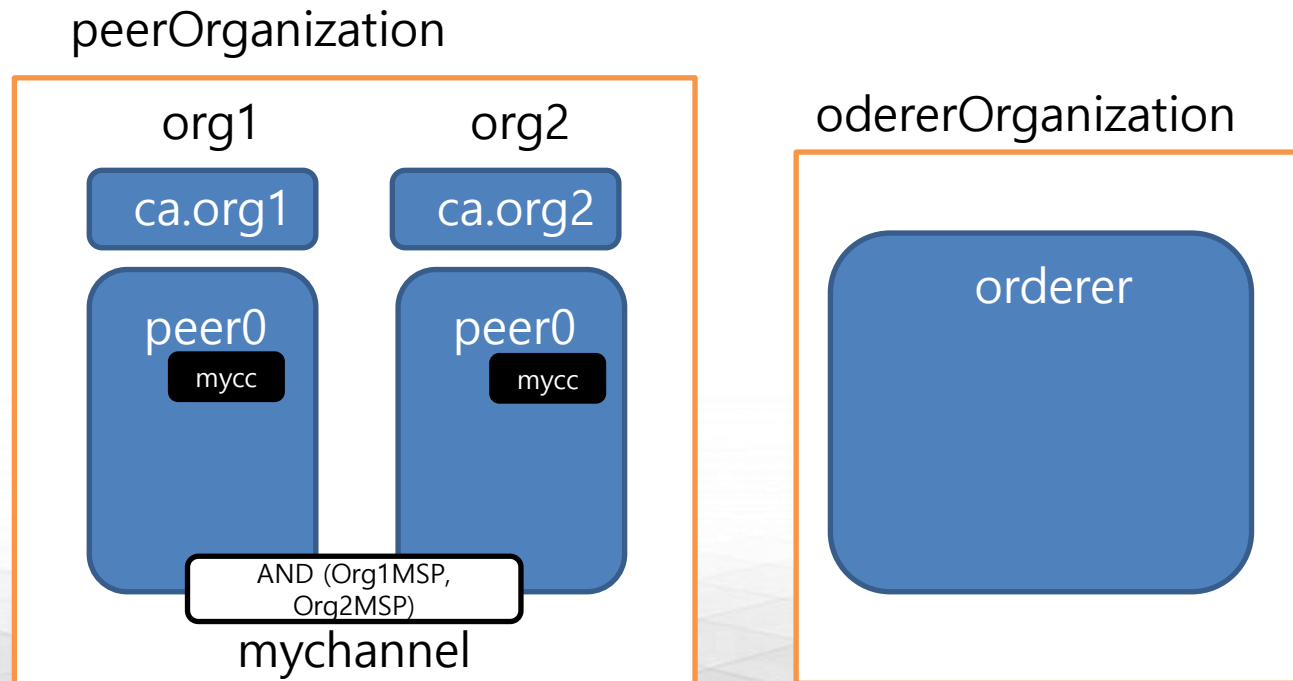 peerOrganization
org1
org2
ca.org1
ca.org2
peer0
mycc
peer0
mycc
AND (Org1MSP,
Org2MSP)
mychannel
odererOrganization
orderer